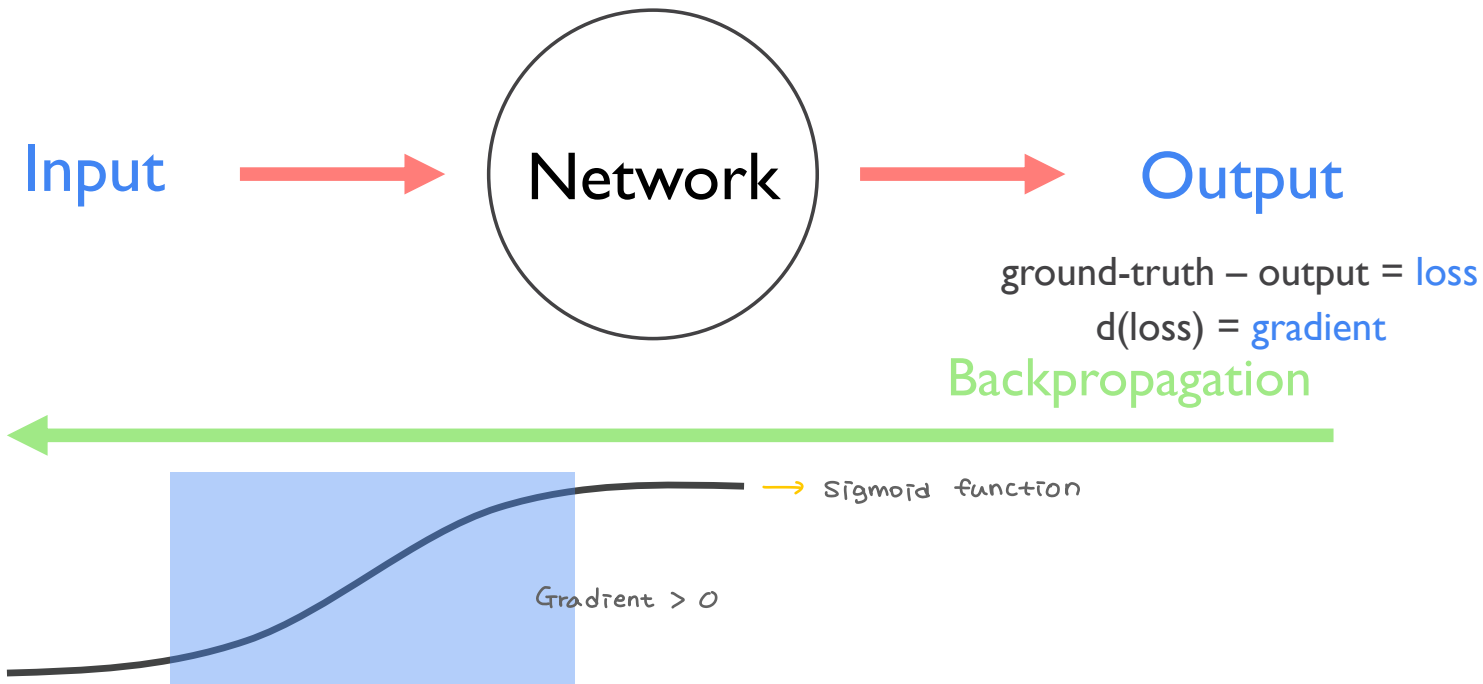 Input
Network
Output
ground-truth – output = loss
d(loss) = gradient
Backpropagation
Sigmoid function
Gradient > 0